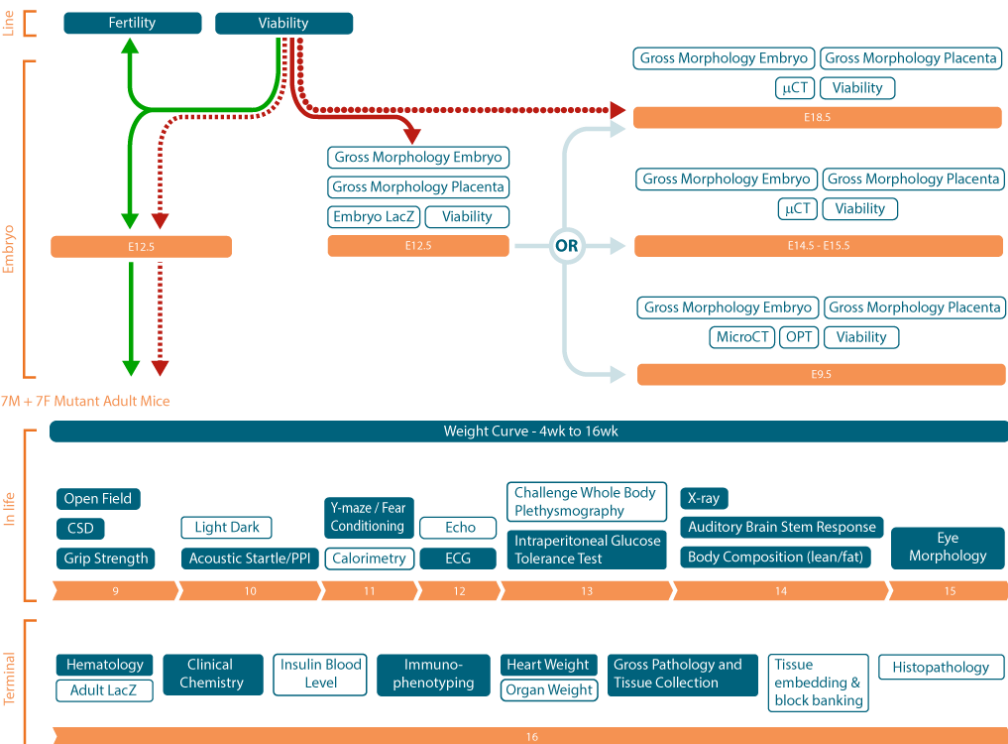 Line
Fertility
Viability
Embryo
Gross Morphology Embryo
Gross Morphology Placenta
μCT
Viability
E18.5
Gross Morphology Embryo
Gross Morphology Placenta
Embryo LacZ
Viability
E12.5
E12.5
OR
Gross Morphology Embryo
Gross Morphology Placenta
μCT
Viability
E14.5 - E15.5
Gross Morphology Embryo
Gross Morphology Placenta
MicroCT
OPT
Viability
E9.5
7M + 7F Mutant Adult Mice
In life
Weight Curve - 4wk to 16wk
Open Field
CSD
Grip Strength
9
Light Dark
Acoustic Startle/PPI
10
Y-maze / Fear
Conditioning
Calorimetry
11
Echo
ECG
12
Challenge Whole Body
Plethysmography
Intraperitoneal Glucose
Tolerance Test
13
X-ray
Auditory Brain Stem Response
Body Composition (lean/fat)
14
Eye
Morphology
15
Terminal
Hematology
Adult LacZ
Clinical
Chemistry
Insulin Blood
Level
Immuno-
phenotyping
Heart Weight
Organ Weight
Gross Pathology and
Tissue Collection
Tissue
embedding &
block banking
Histopathology
16